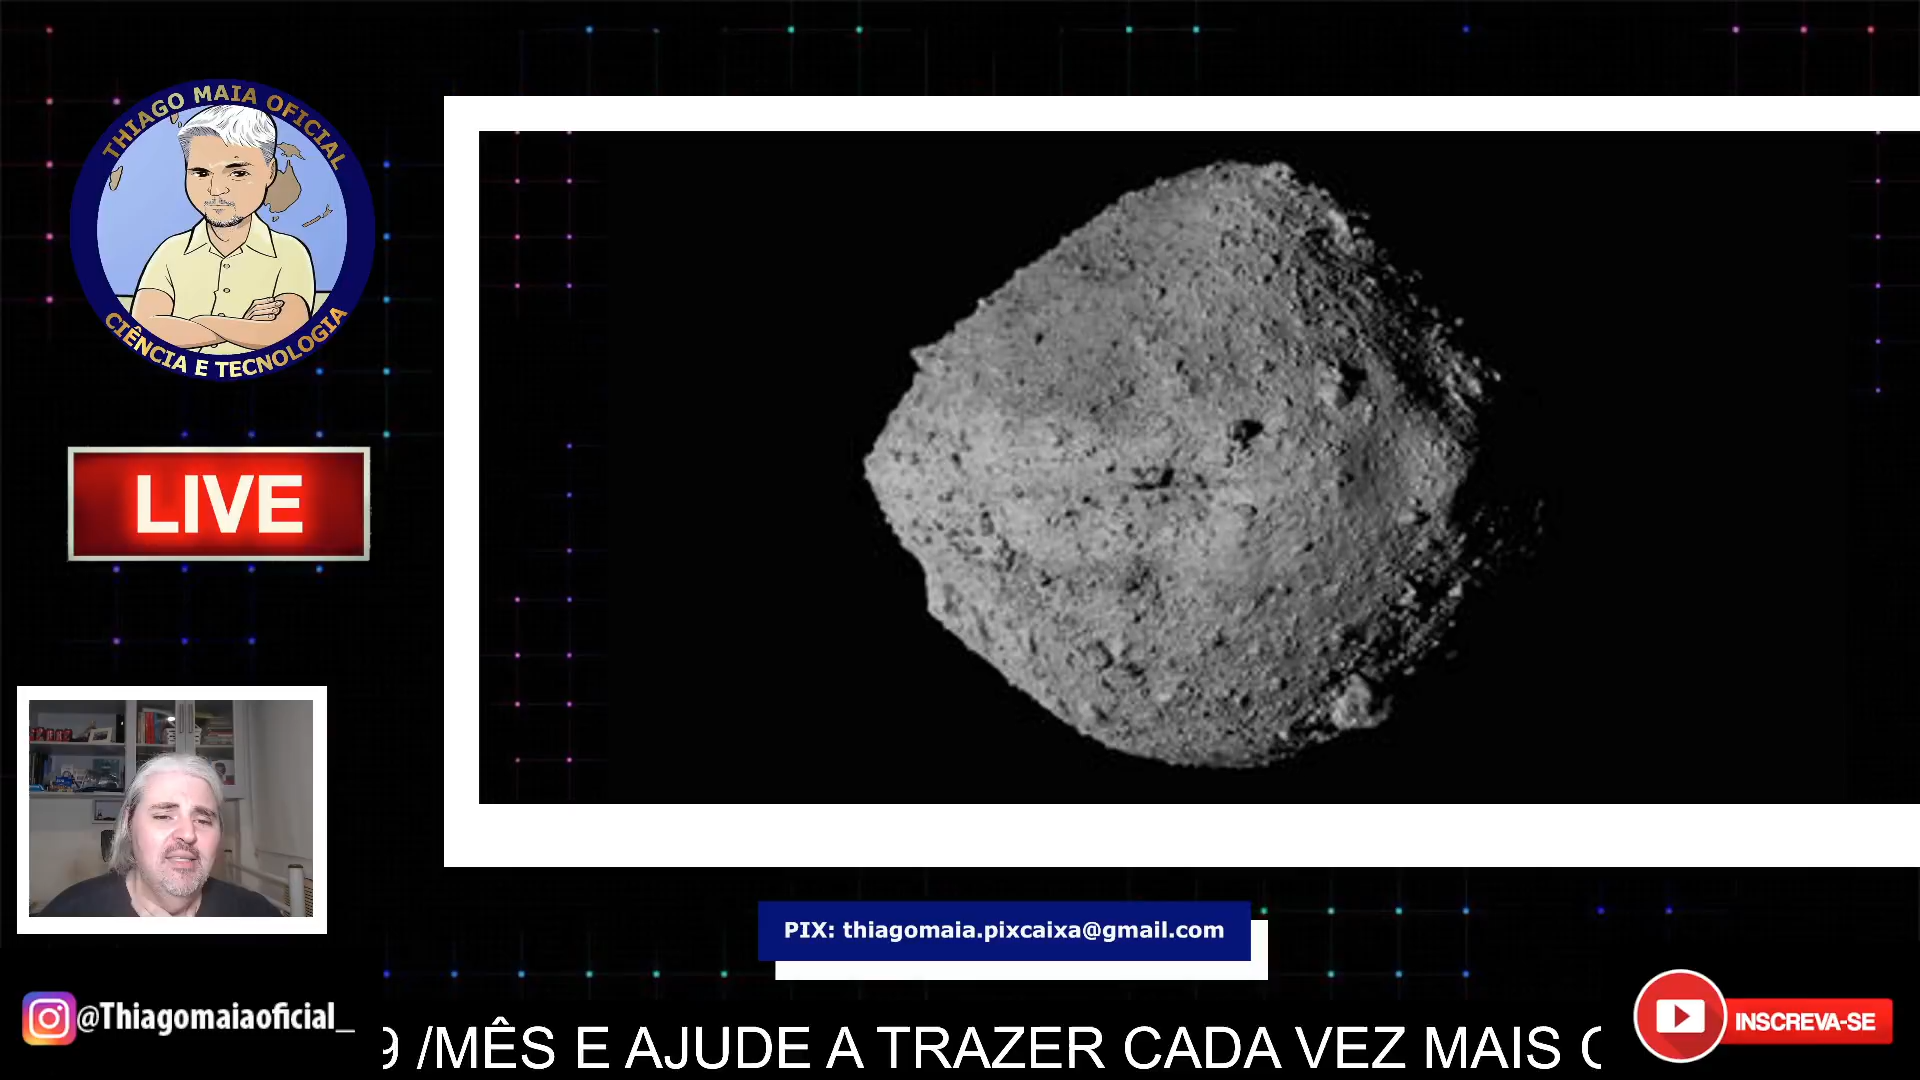 THIAGO MAIA OFICIAL
CIÊNCIA E TECNOLOGIA
LIVE
PIX: thiagomaia.pixcaixa@gmail.com
@Thiagomaiaoficial_
9 /MÊS E AJUDE A TRAZER CADA VEZ MAIS
INSCREVA-SE